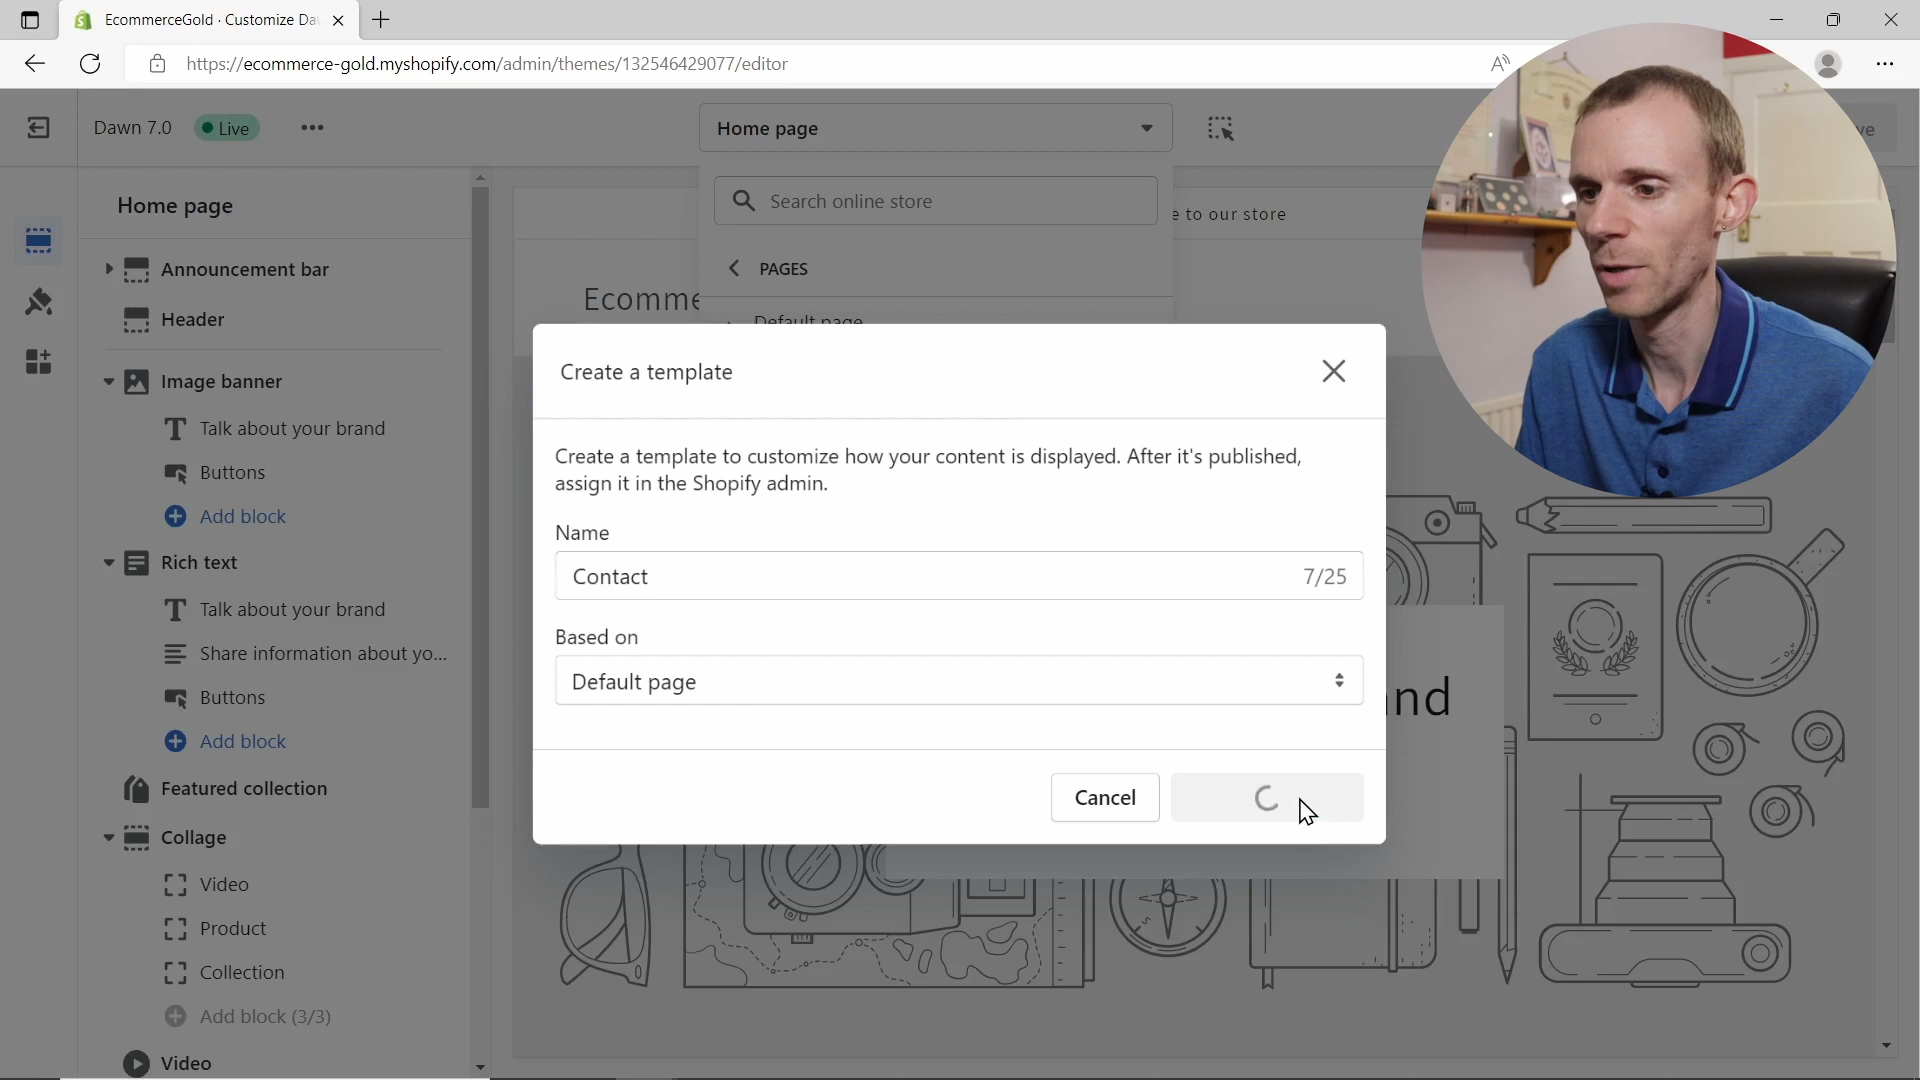 EcommerceGold · Customize Da
https://ecommerce-gold.myshopify.com/admin/themes/132546429077/editor
Dawn 7.0
Live
Home page
ve
Home page
Search online store
e to our store
PAGES
Announcement bar
Header
Ecomme
Default page
Image banner
Create a template
Talk about your brand
Create a template to customize how your content is displayed. After it's published,
assign it in the Shopify admin.
Buttons
Add block
Name
Rich text
Contact
7/25
Talk about your brand
Based on
Share information about yo...
Default page
Buttons
nd
Add block
Featured collection
Cancel
Collage
Video
Product
Collection
Add block (3/3)
Video